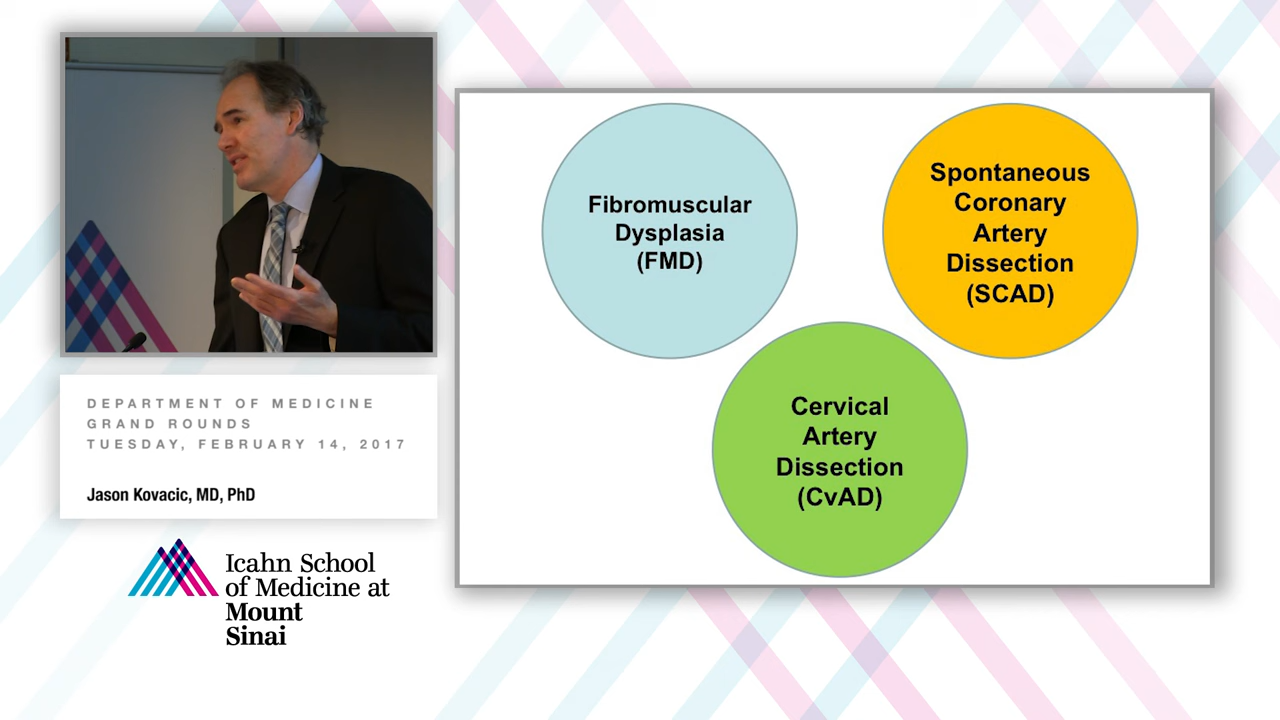 DEPARTMENT OF MEDICINE
GRAND ROUNDS
TUESDAY, FEBRUARY 14, 2017
Jason Kovacic, MD, PhD
Icahn School
of Medicine at
Mount
Sinai
Fibromuscular
Dysplasia
(FMD)
Spontaneous
Coronary
Artery
Dissection
(SCAD)
Cervical
Artery
Dissection
(CvAD)